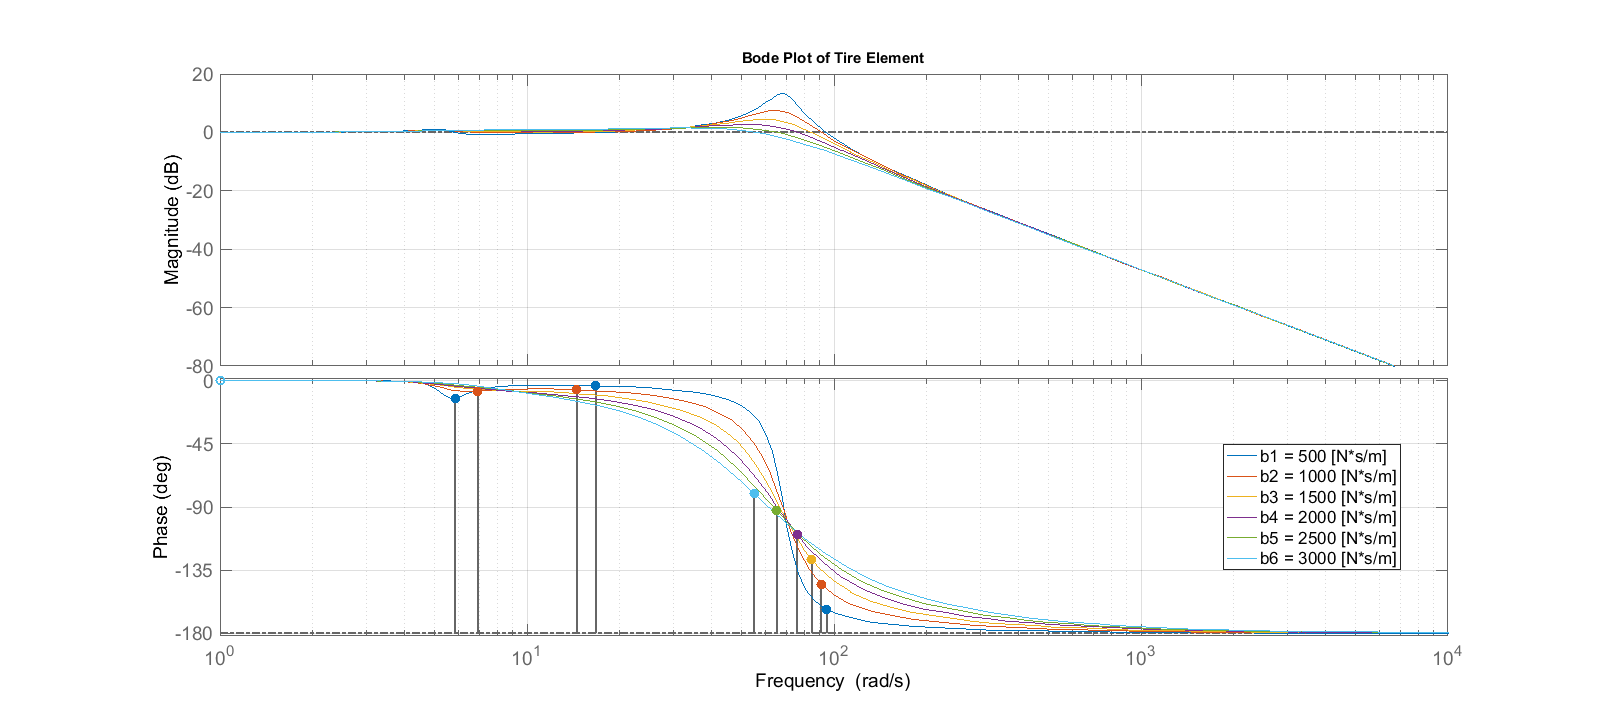 Bode Plot of Tire Element
20
0
-20
-40
-60
-80
Magnitude (dB)
0
-45
-90
-135
-180
Phase (deg)
b1 = 500 [N*s/m]
b2 = 1000 [N*s/m]
b3 = 1500 [N*s/m]
b4 = 2000 [N*s/m]
b5 = 2500 [N*s/m]
b6 = 3000 [N*s/m]
10^0 10^1 10^2 10^3 10^4
Frequency (rad/s)